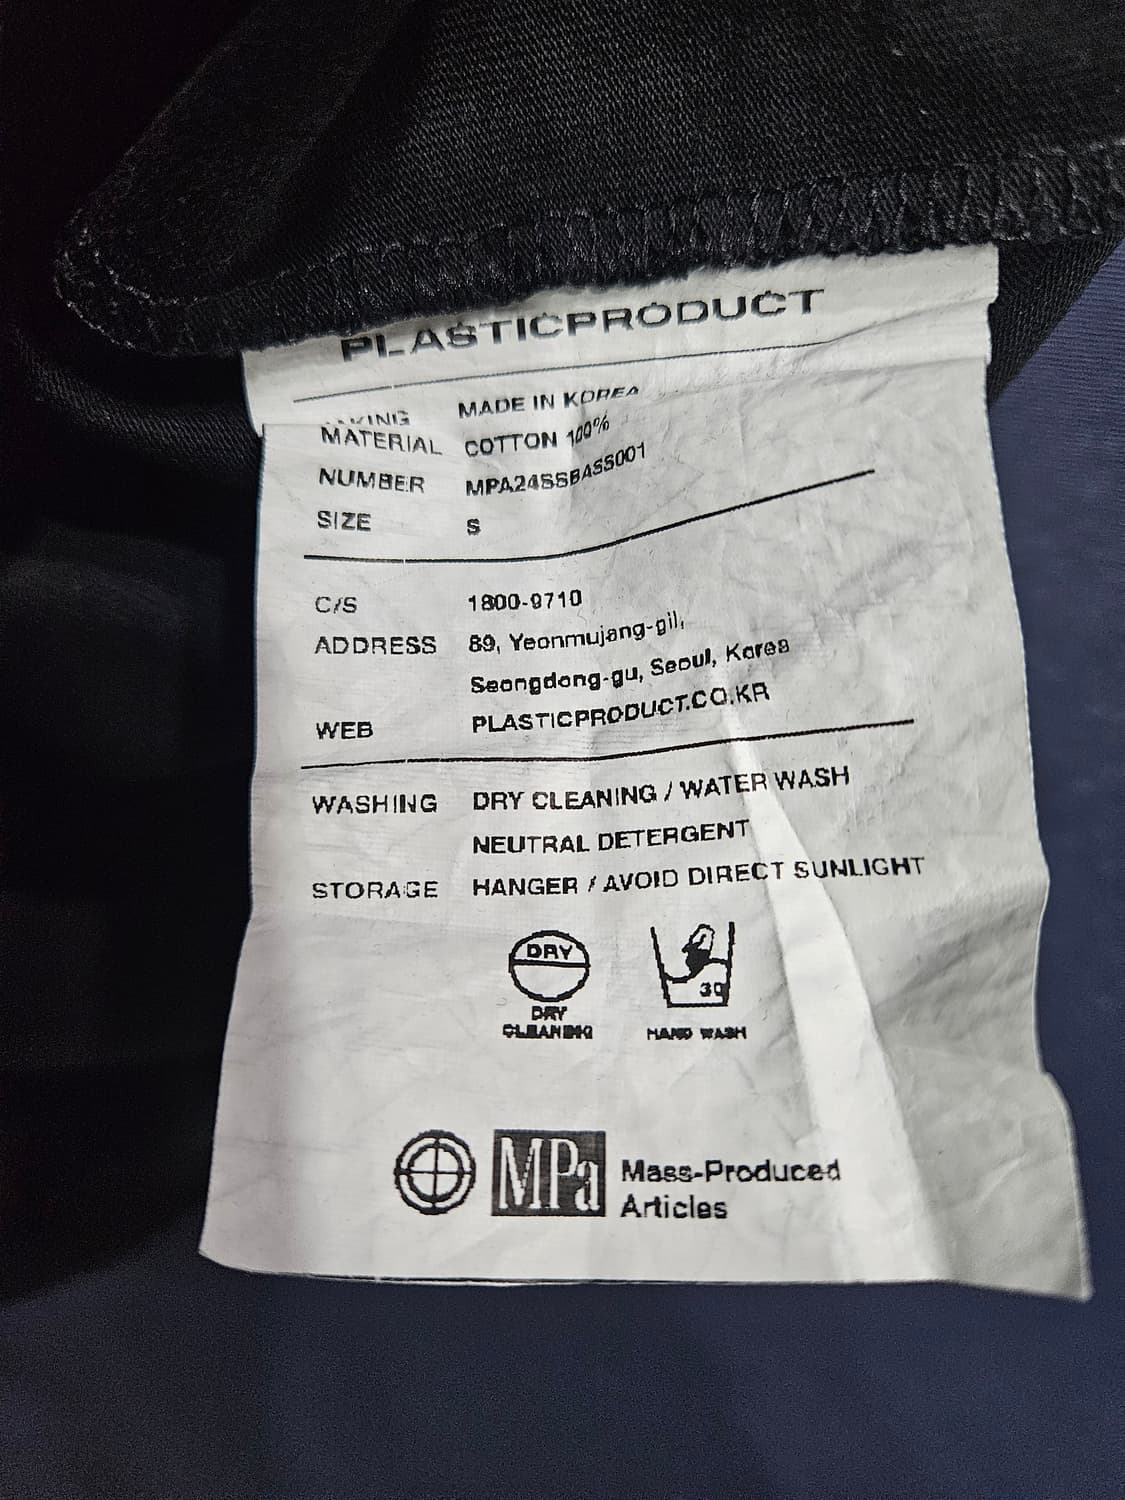 PLASTICPRODUCT
MADE IN KOREA
MATERIAL COTTON 100%
NUMBER MPA24SSBASS001
SIZE S
C/S 1800-9710
ADDRESS 89, Yeonmujang-gil,
Seongdong-gu, Seoul, Korea
WEB PLASTICPRODUCT.CO.KR
WASHING DRY CLEANING / WATER WASH
NEUTRAL DETERGENT
STORAGE HANGER / AVOID DIRECT SUNLIGHT
DRY 30
DRY
CLEANING HAND WASH
MPa Mass-Produced
Articles